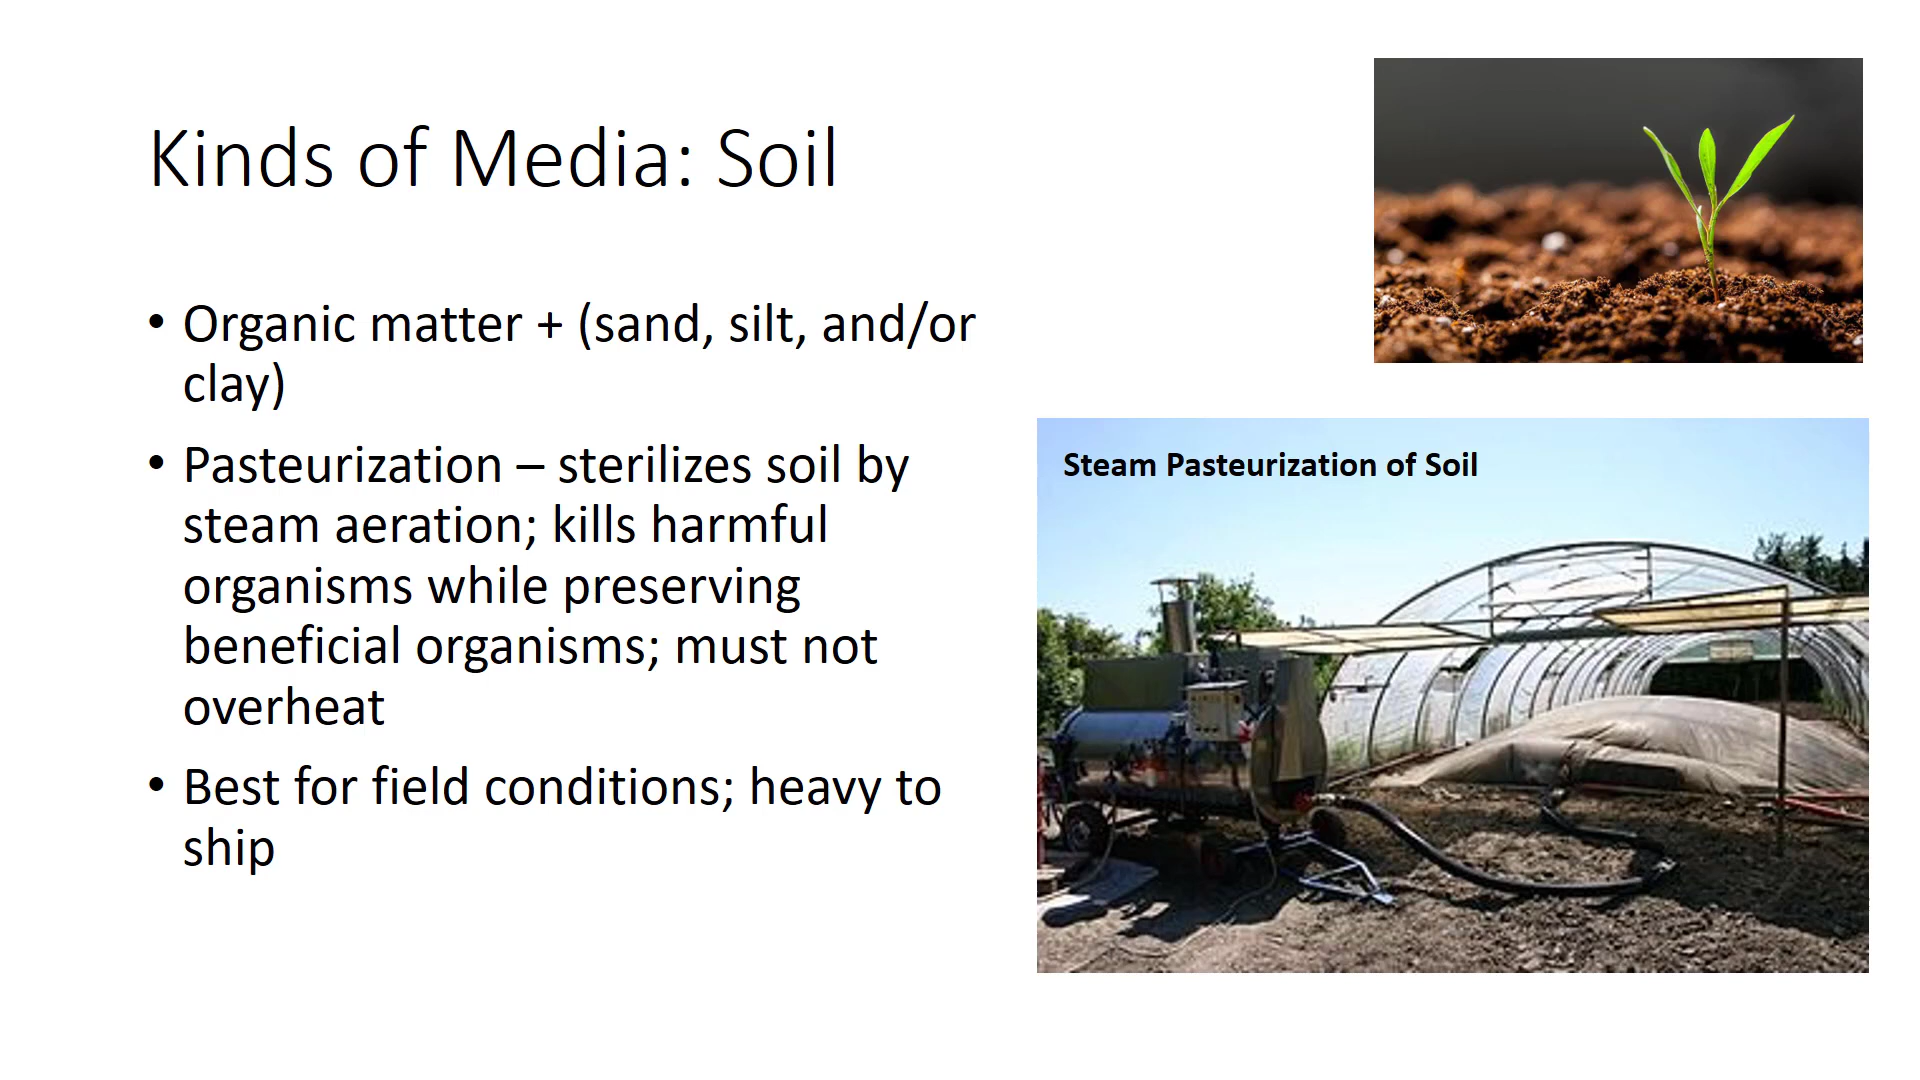 Kinds of Media: Soil
• Organic matter + (sand, silt, and/or
clay)
• Pasteurization – sterilizes soil by
steam aeration; kills harmful
organisms while preserving
beneficial organisms; must not
overheat
• Best for field conditions; heavy to
ship
Steam Pasteurization of Soil